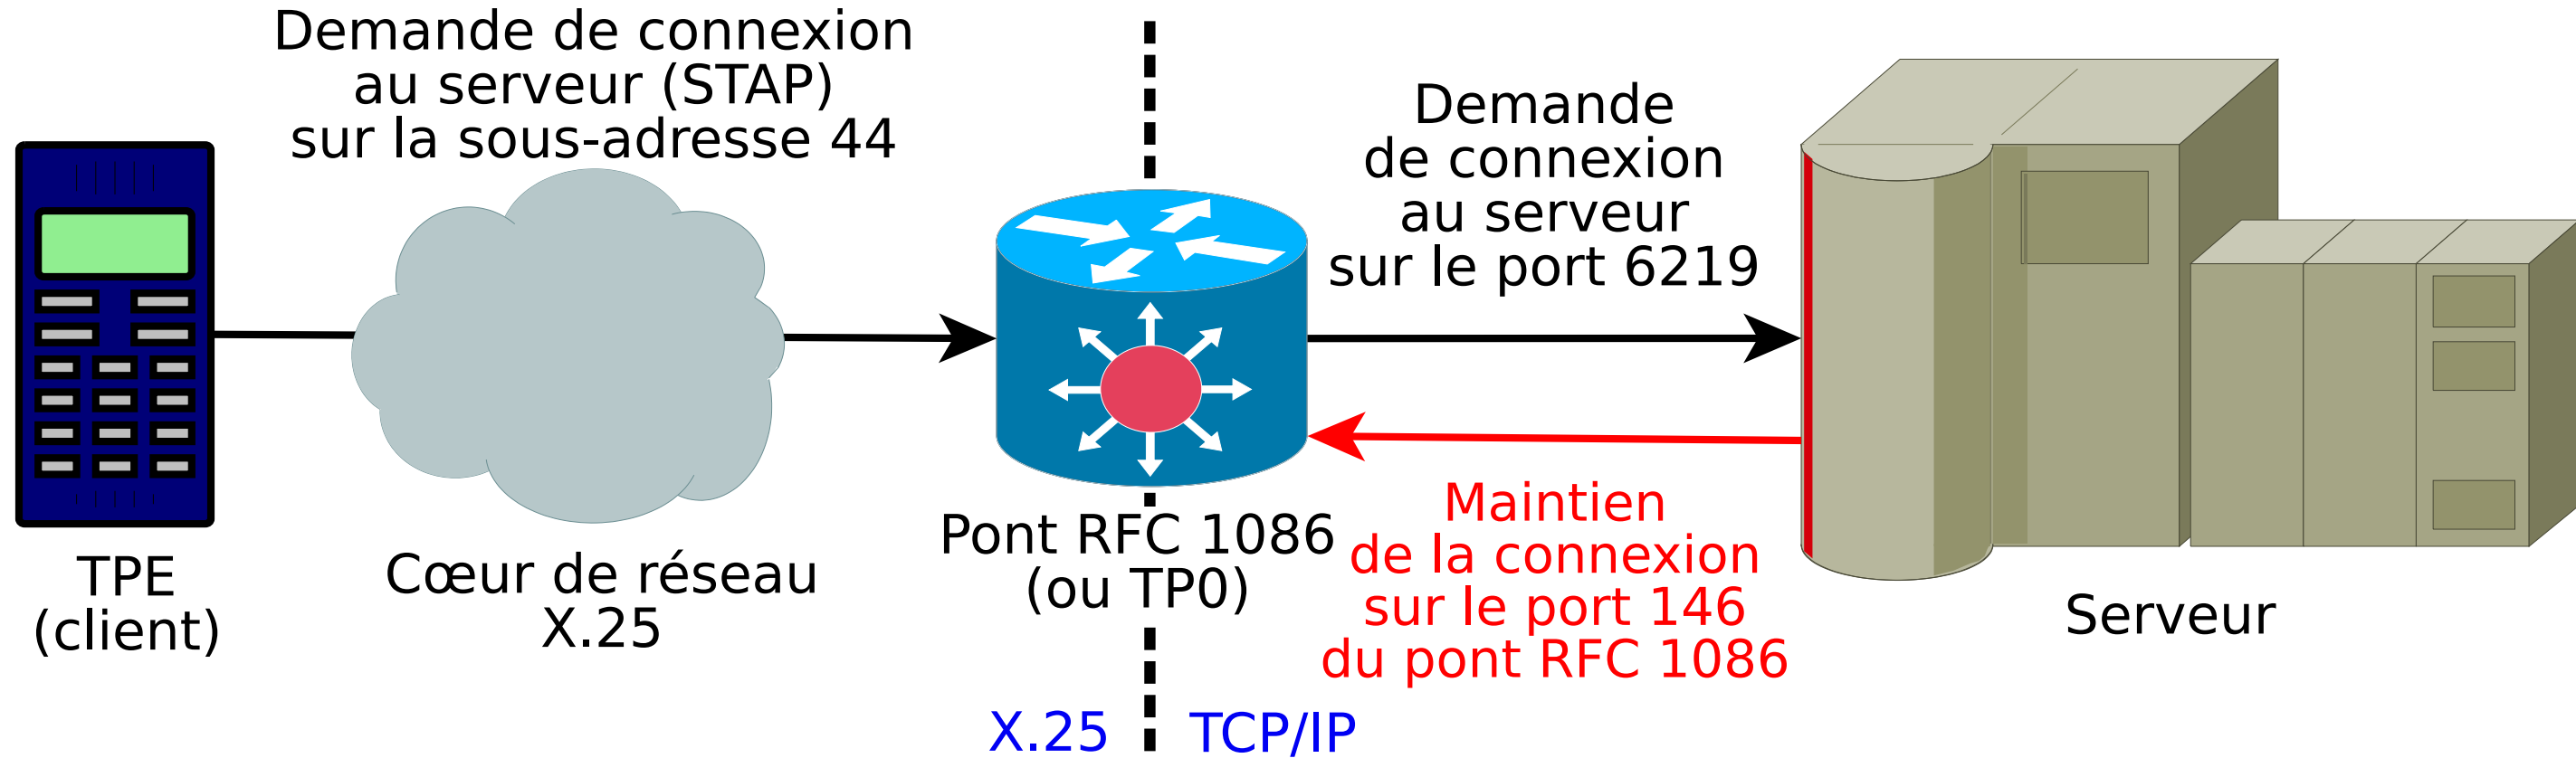 Demande de connexion
au serveur (STAP)
sur la sous-adresse 44
Demande
de connexion
au serveur
sur le port 6219
TPE
(client)
Cœur de réseau
X.25
Pont RFC 1086
(ou TP0)
Maintien
de la connexion
sur le port 146
du pont RFC 1086
Serveur
X.25
TCP/IP